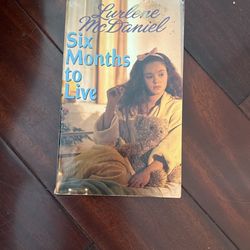 Lurlene
McDaniel
Six
Months
to
Live